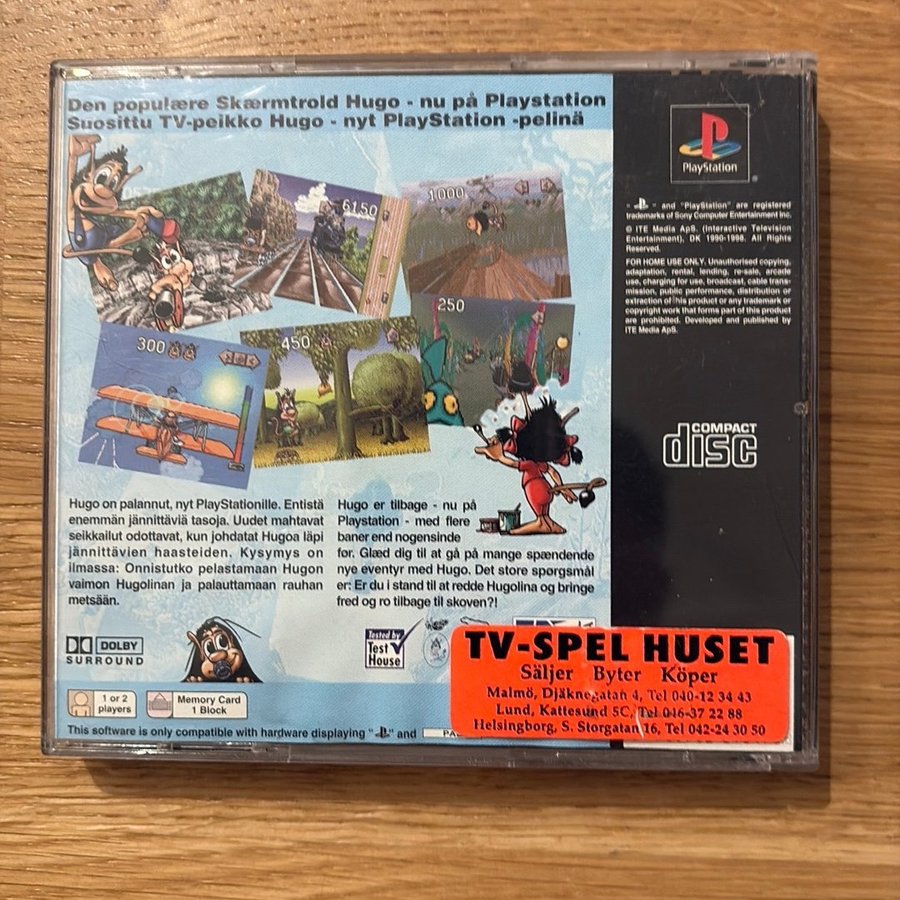 Den populære Skærmtrold Hugo - nu på Playstation
Suosittu TV-peikko Hugo - nyt PlayStation -pelinä
PlayStation
6150
1000
250
300
450
- and "PlayStation" are registered
trademarks of Sony Computer Entertainment Inc.
© ITE Media ApS. (Interactive Television
Entertainment), DK 1990-1998. All Rights
Reserved.
FOR HOME USE ONLY. Unauthorised copying,
adaptation, rental, lending, re-sale, arcade
use, charging for use, broadcast, cable trans-
mission, public performance, distribution or
extraction of this product or any trademark or
copyright work that forms part of this product
are prohibited. Developed and published by
ITE Media ApS.
COMPACT
disc
Hugo on palannut, nyt PlayStationille. Entistä
enemmän jännittäviä tasoja. Uudet mahtavat
seikkailut odottavat, kun johdatat Hugoa läpi
jännittävien haasteiden. Kysymys on
ilmassa: Onnistutko pelastamaan Hugon
vaimon Hugolinan ja palauttamaan rauhan
metsään.
Hugo er tilbage - nu på
Playstation - med flere
baner end nogensinde
før. Glæd dig til at gå på mange spændende
nye eventyr med Hugo. Det store spørgsmål
er: Er du i stand til at redde Hugolina og bringe
fred og ro tilbage til skoven?!
DOLBY
SURROUND
Tested by
Test
House
1 or 2
players
Memory Card
1 Block
This software is only compatible with hardware displaying " " and
TV-SPEL HUSET
Säljer Byter Köper
Malmö, Djäknegatan 4, Tel 040-12 34 43
Lund, Kattesund 5C, Tel 046-37 22 88
Helsingborg, S. Storgatan 16, Tel 042-24 30 50